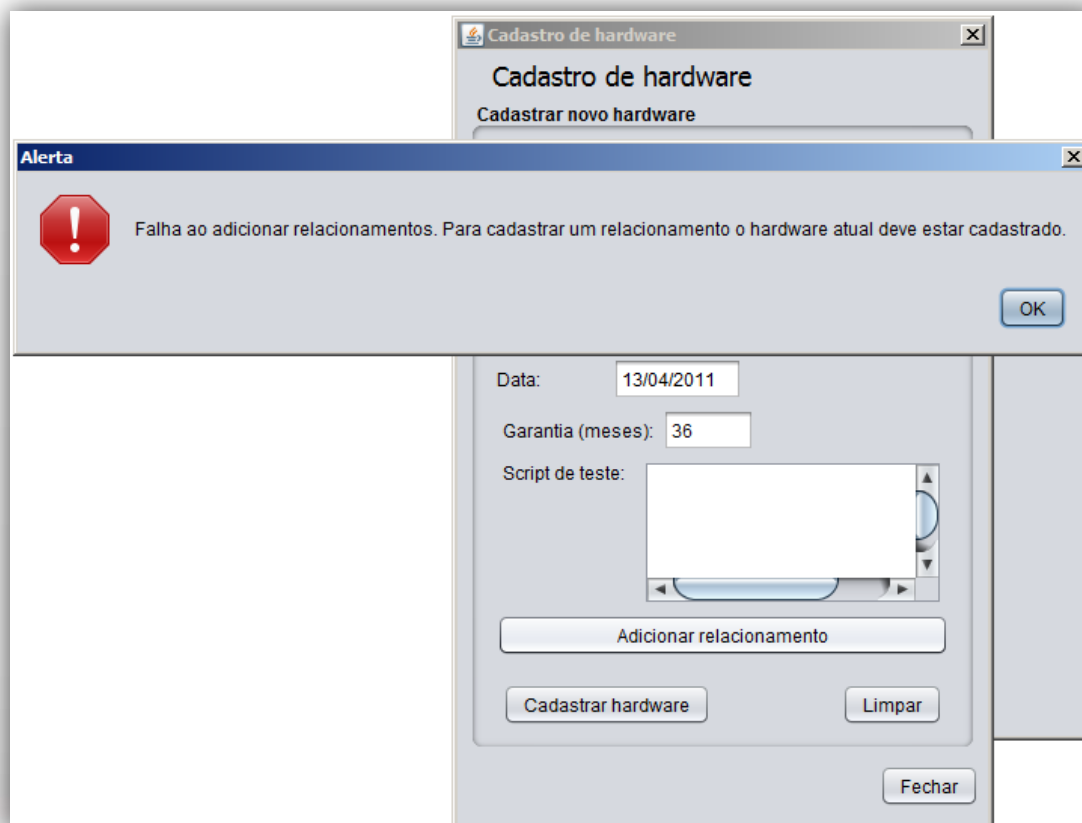 Cadastro de hardware
Cadastro de hardware
Cadastrar novo hardware
Alerta
Falha ao adicionar relacionamentos. Para cadastrar um relacionamento o hardware atual deve estar cadastrado.
OK
Data: 13/04/2011
Garantia (meses): 36
Script de teste:
Adicionar relacionamento
Cadastrar hardware Limpar
Fechar